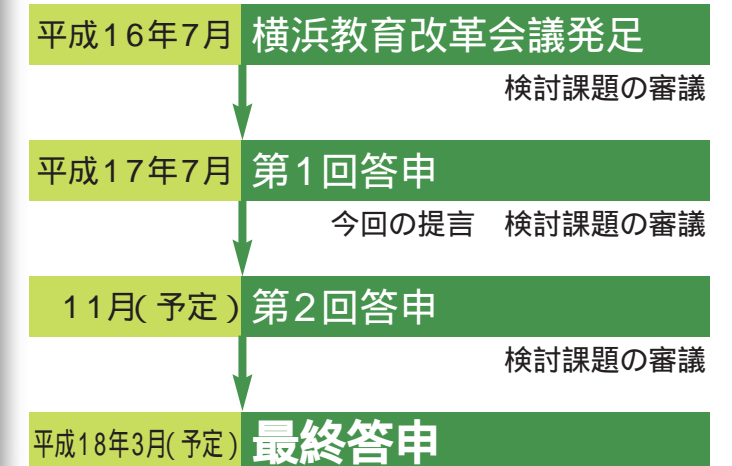 平成16年7月 横浜教育改革会議発足
検討課題の審議
平成17年7月 第1回答申
今回の提言　検討課題の審議
11月(予定) 第2回答申
検討課題の審議
平成18年3月(予定) 最終答申